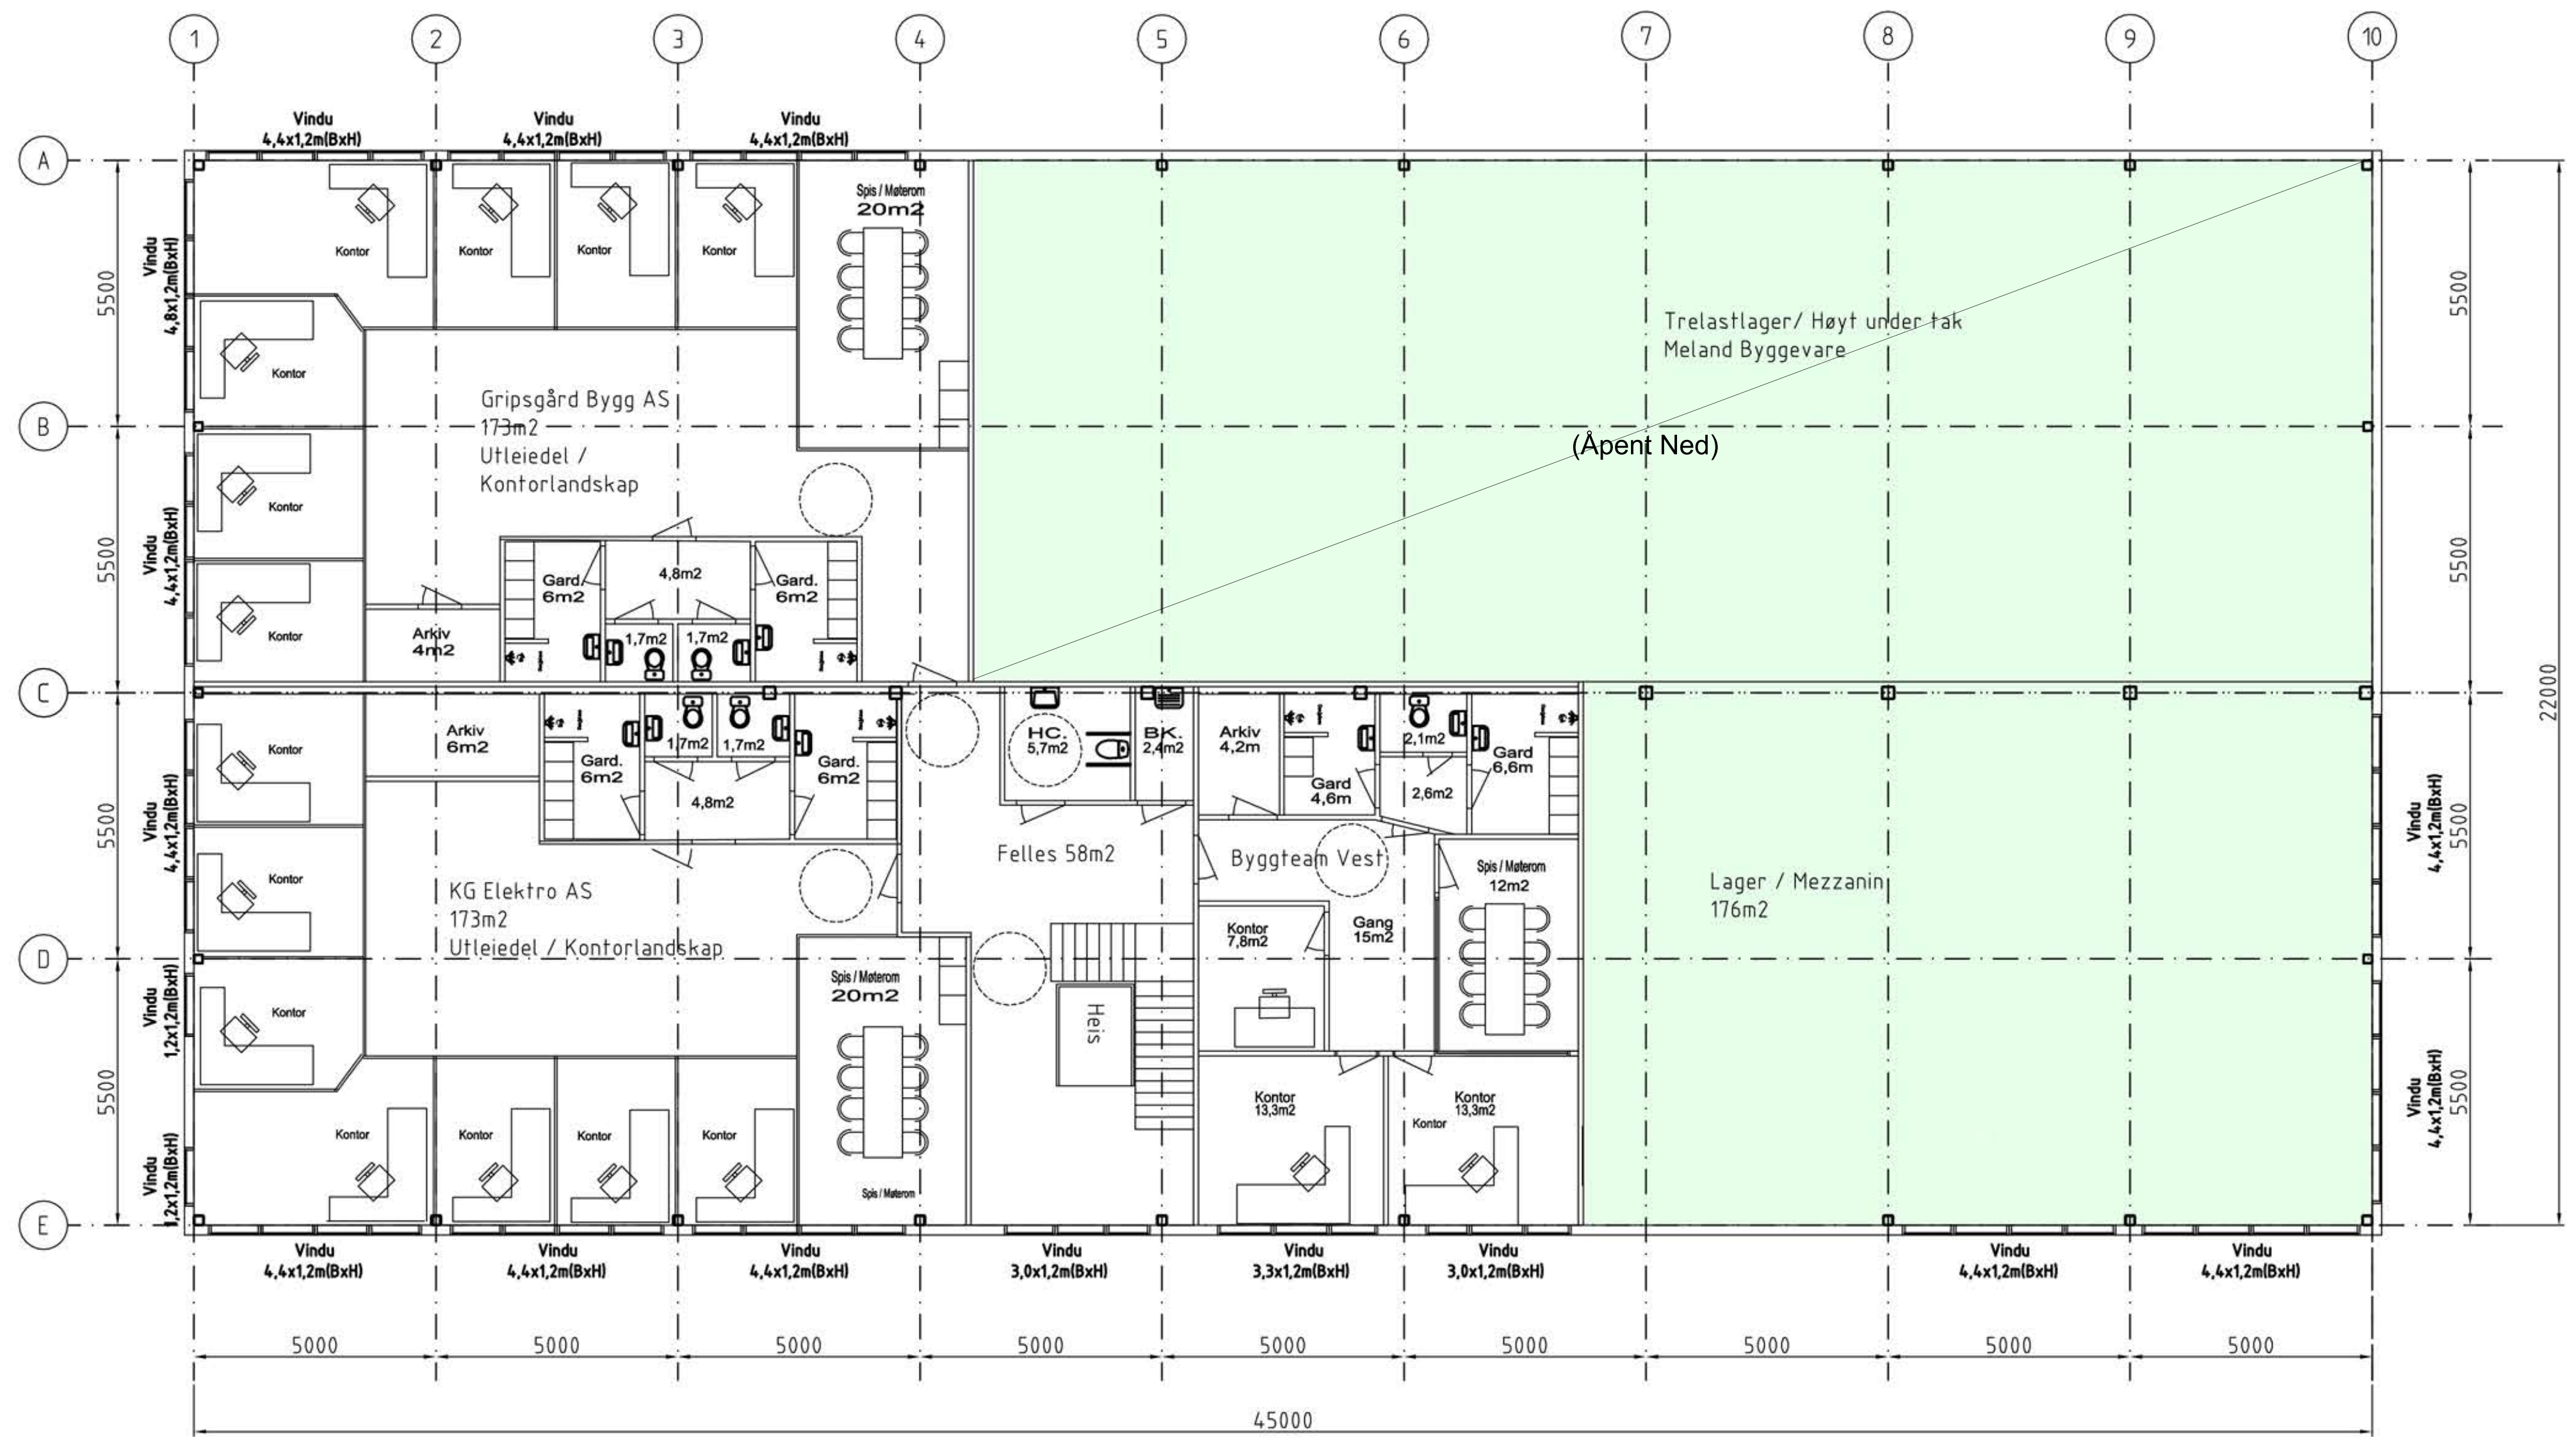 1 2 3 4 5 6 7 8 9 10
Vindu
4,4x1,2m(BxH)
Vindu
4,4x1,2m(BxH)
Vindu
4,4x1,2m(BxH)
A
B
C
D
E
5500
5500
5500
5500
Vindu
4,8x1,2m(BxH)
Vindu
4,4x1,2m(BxH)
Vindu
4,4x1,2m(BxH)
Vindu
1,2x1,2m(BxH)
Vindu
1,2x1,2m(BxH)
Kontor
Kontor
Kontor
Kontor
Spis / Møterom
20m2
Kontor
Kontor
Kontor
Gripsgård Bygg AS
173m2
Utleiedel /
Kontorlandskap
Arkiv
4m2
Gard.
6m2
4,8m2
Gard.
6m2
1,7m2
1,7m2
Trelastlager/ Høyt under tak
Meland Byggevare
(Åpent Ned)
Kontor
Kontor
Kontor
Arkiv
6m2
Gard.
6m2
1,7m2
1,7m2
4,8m2
Gard.
6m2
KG Elektro AS
173m2
Utleiedel / Kontorlandskap
Kontor
Kontor
Kontor
Kontor
Spis / Møterom
20m2
Spis / Møterom
HC.
5,7m2
BK.
2,4m2
Felles 58m2
Heis
Arkiv
4,2m
Gard
4,6m
2,1m2
2,6m2
Gard
6,6m
Byggteam Vest
Kontor
7,8m2
Gang
15m2
Spis / Møterom
12m2
Kontor
13,3m2
Kontor
13,3m2
Kontor
Lager / Mezzanin
176m2
Vindu
4,4x1,2m(BxH)
Vindu
4,4x1,2m(BxH)
5500
5500
5500
5500
22000
Vindu
4,4x1,2m(BxH)
Vindu
4,4x1,2m(BxH)
Vindu
4,4x1,2m(BxH)
Vindu
3,0x1,2m(BxH)
Vindu
3,3x1,2m(BxH)
Vindu
3,0x1,2m(BxH)
Vindu
4,4x1,2m(BxH)
Vindu
4,4x1,2m(BxH)
5000 5000 5000 5000 5000 5000 5000 5000 5000
45000